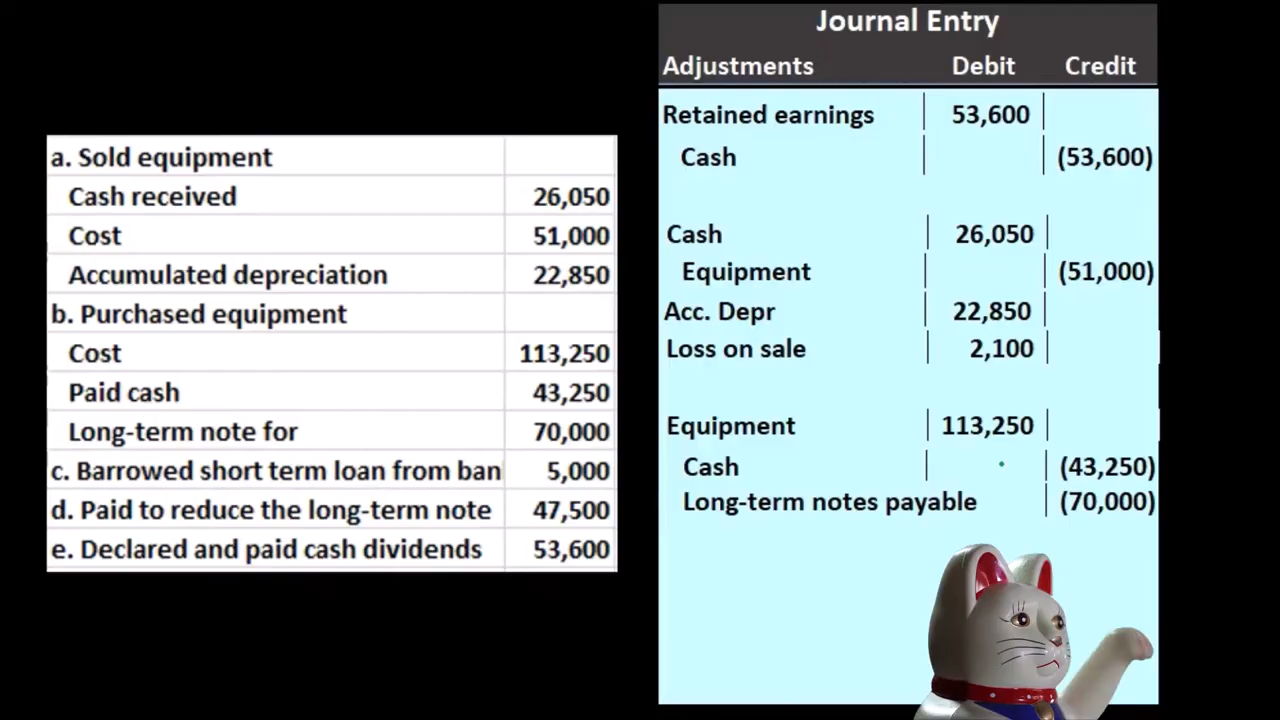 a. Sold equipment
Cash received 26,050
Cost 51,000
Accumulated depreciation 22,850
b. Purchased equipment
Cost 113,250
Paid cash 43,250
Long-term note for 70,000
c. Barrowed short term loan from ban 5,000
d. Paid to reduce the long-term note 47,500
e. Declared and paid cash dividends 53,600
Journal Entry
Adjustments Debit Credit
Retained earnings 53,600
Cash (53,600)
Cash 26,050
Equipment (51,000)
Acc. Depr 22,850
Loss on sale 2,100
Equipment 113,250
Cash (43,250)
Long-term notes payable (70,000)